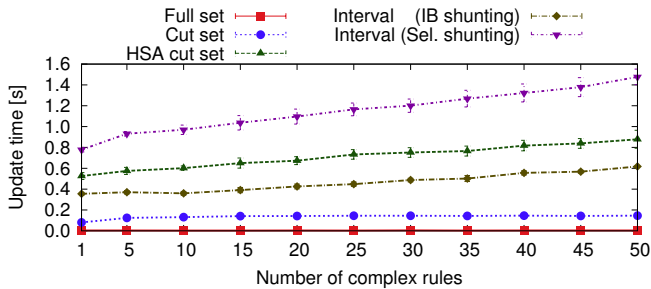 Full set
Cut set
HSA cut set
Interval (IB shunting)
Interval (Sel. shunting)
Update time [s]
1.6
1.4
1.2
1.0
0.8
0.6
0.4
0.2
0.0
1 5 10 15 20 25 30 35 40 45 50
Number of complex rules